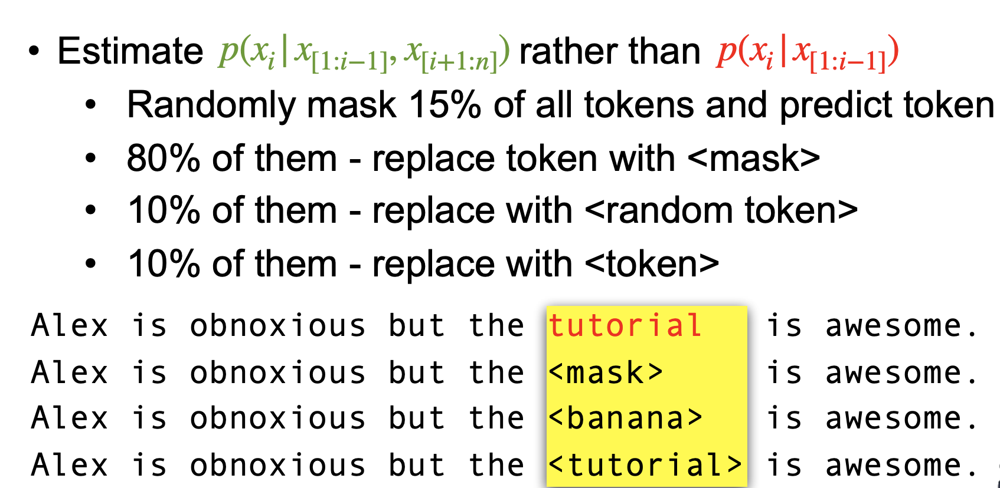 • Estimate p(x_i|x_[1:i−1], x_[i+1:n]) rather than p(x_i|x_[1:i−1])
• Randomly mask 15% of all tokens and predict token
• 80% of them - replace token with <mask>
• 10% of them - replace with <random token>
• 10% of them - replace with <token>
Alex is obnoxious but the tutorial is awesome.
Alex is obnoxious but the <mask> is awesome.
Alex is obnoxious but the <banana> is awesome.
Alex is obnoxious but the <tutorial> is awesome.